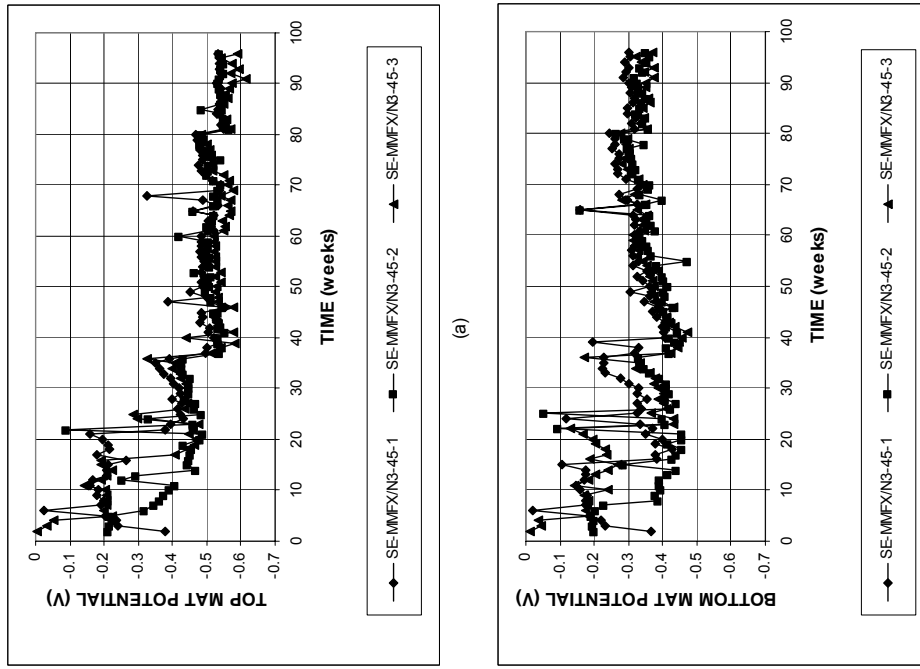 TOP MAT POTENTIAL (V)
0
-0.1
-0.2
-0.3
-0.4
-0.5
-0.6
-0.7
0 10 20 30 40 50 60 70 80 90 100
TIME (weeks)
SE-MMFX/N3-45-1 SE-MMFX/N3-45-2 SE-MMFX/N3-45-3
(a)
BOTTOM MAT POTENTIAL (V)
0
-0.1
-0.2
-0.3
-0.4
-0.5
-0.6
-0.7
0 10 20 30 40 50 60 70 80 90 100
TIME (weeks)
SE-MMFX/N3-45-1 SE-MMFX/N3-45-2 SE-MMFX/N3-45-3